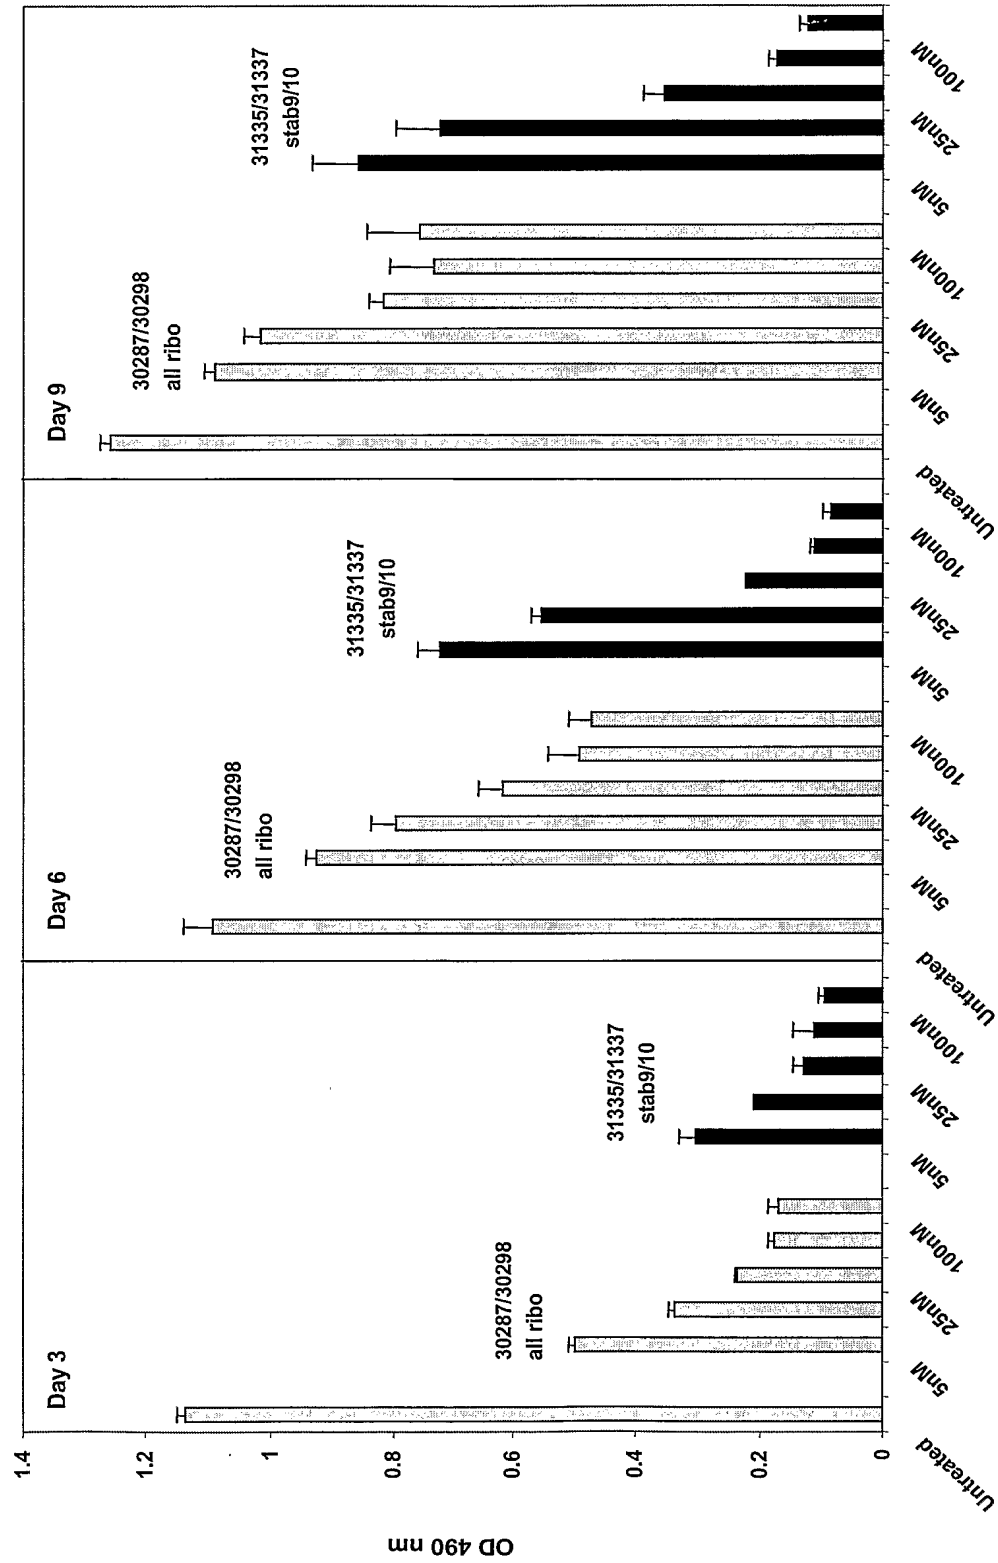 OD 490 nm
1.4
1.2
1
0.8
0.6
0.4
0.2
0
Day 3
30287/30298
all ribo
31335/31337
stab9/10
Day 6
30287/30298
all ribo
31335/31337
stab9/10
Day 9
30287/30298
all ribo
31335/31337
stab9/10
Untreated
5nM
25nM
100nM
5nM
25nM
100nM
Untreated
5nM
25nM
100nM
5nM
25nM
100nM
Untreated
5nM
25nM
100nM
5nM
25nM
100nM